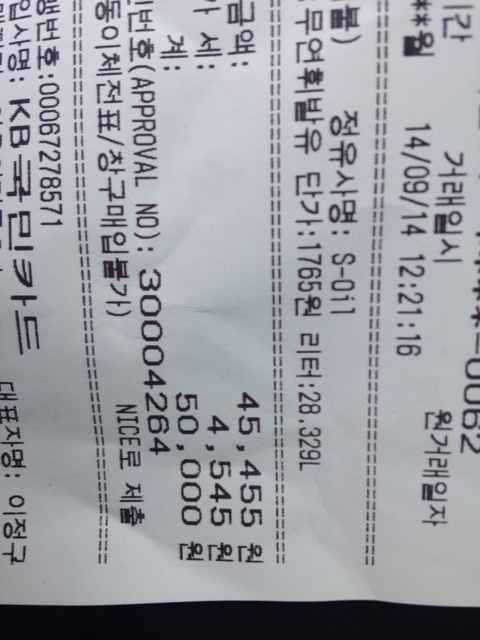 -0062
간 거래일시 원거래일자
**월 14/09/14 12:21:16
불) 정유사명: S-Oil
:무연휘발유 단가:1765원 리터:28.329L
금액: 45,455 원
가 세: 4,545 원
계: 50,000 원
번호(APPROVAL NO): 30004264
동이체전표/창구매입불가) NICE로 제출
번호:00067278571
입사명: KB국민카드 대표자명: 이정구